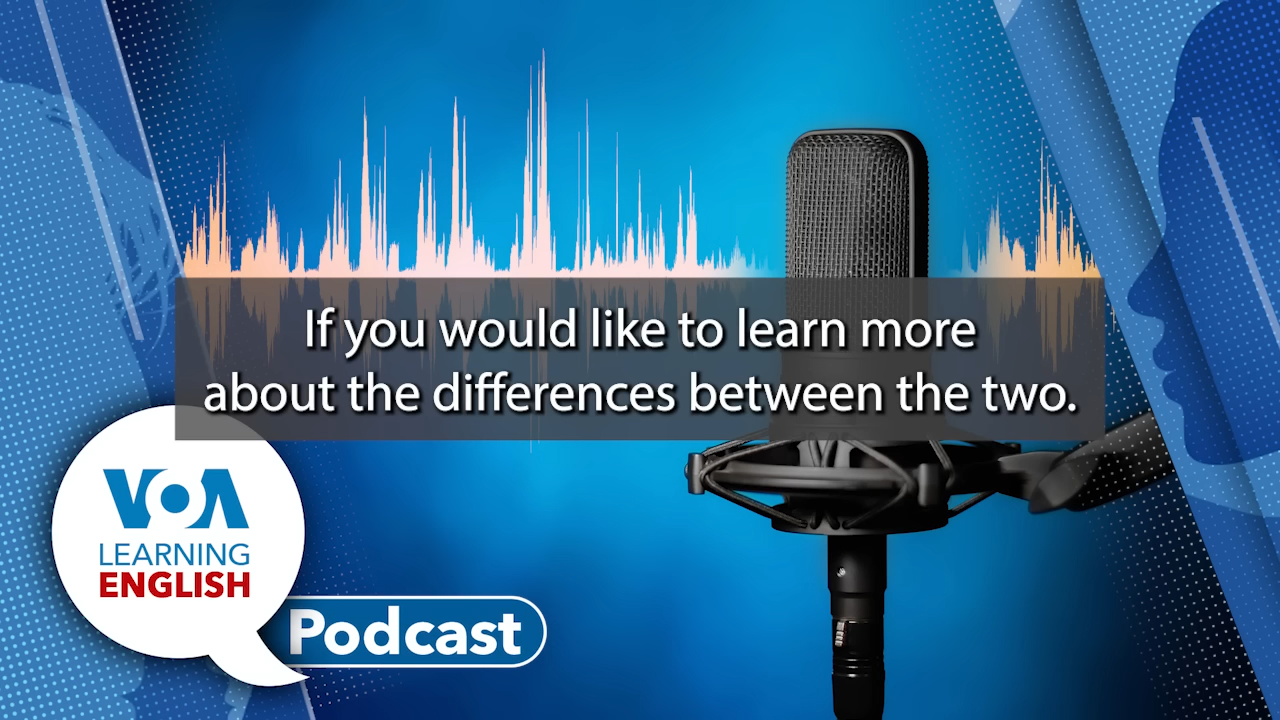 If you would like to learn more
about the differences between the two.
VOA
LEARNING
ENGLISH
Podcast